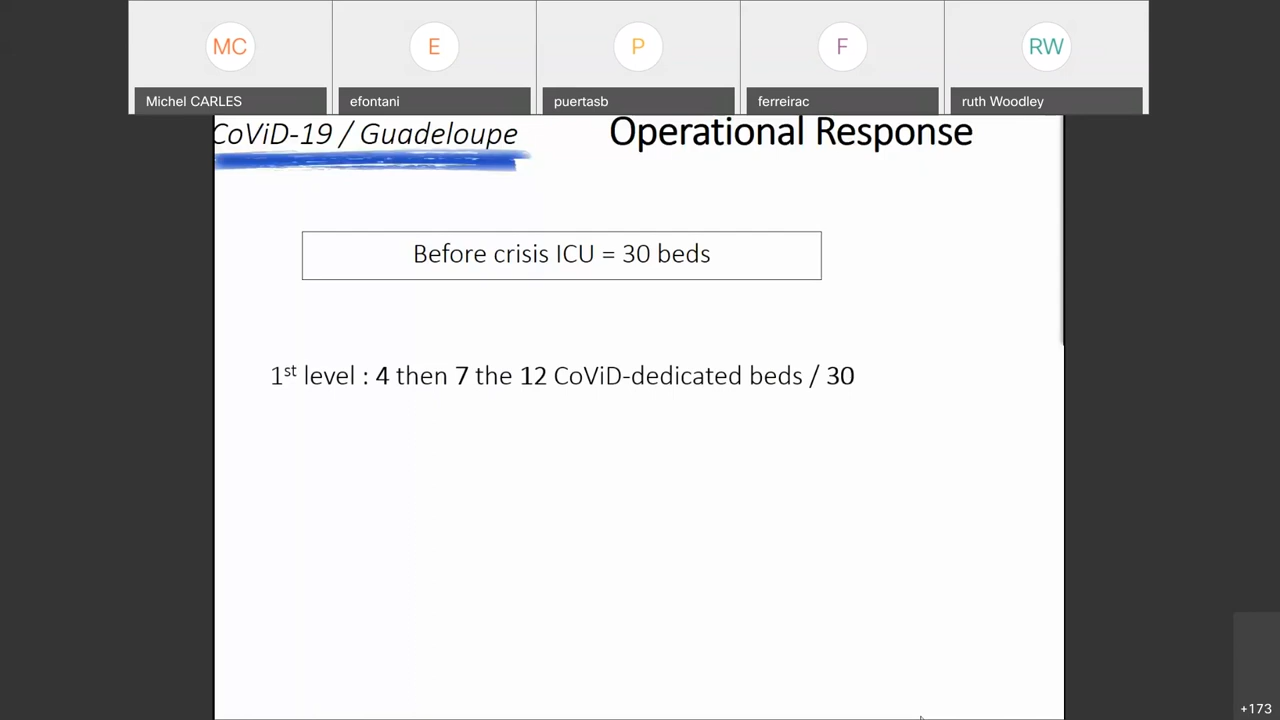 MC
E
P
F
RW
Michel CARLES
efontani
puertasb
ferreirac
ruth Woodley
CoViD-19 / Guadeloupe
Operational Response
Before crisis ICU = 30 beds
1st level : 4 then 7 the 12 CoViD-dedicated beds / 30
+173